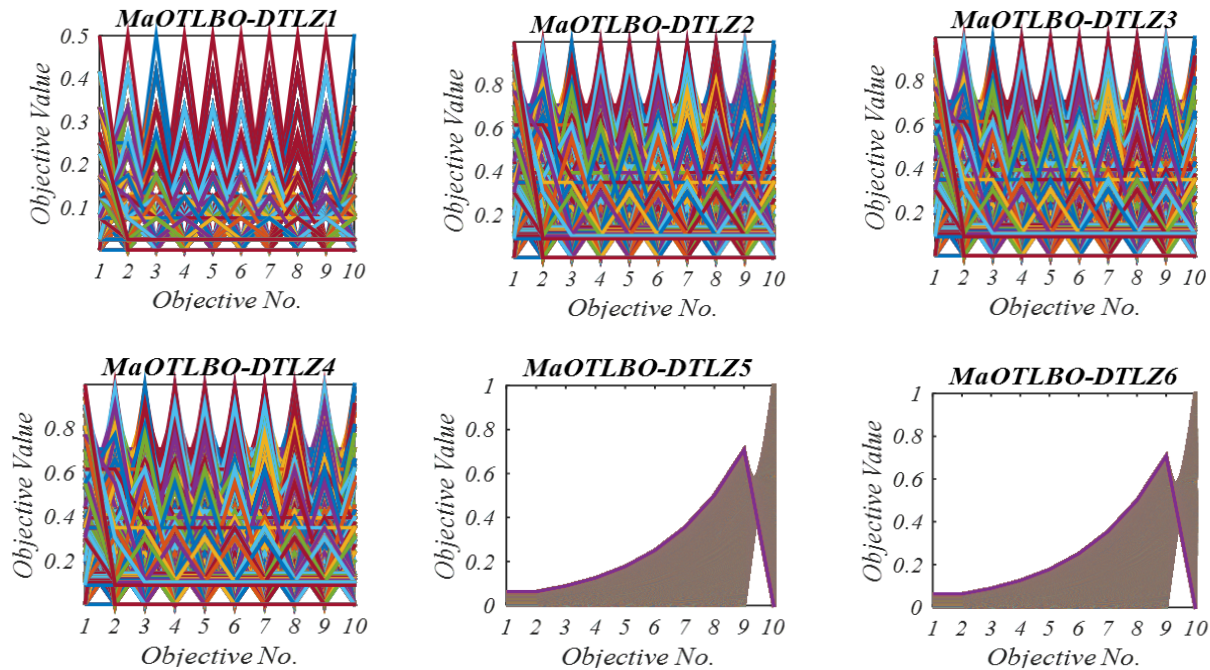 MaOTLBO-DTLZ1
Objective Value
0.5
0.4
0.3
0.2
0.1
1 2 3 4 5 6 7 8 9 10
Objective No.
MaOTLBO-DTLZ2
Objective Value
0.8
0.6
0.4
0.2
1 2 3 4 5 6 7 8 9 10
Objective No.
MaOTLBO-DTLZ3
Objective Value
0.8
0.6
0.4
0.2
1 2 3 4 5 6 7 8 9 10
Objective No.
MaOTLBO-DTLZ4
Objective Value
0.8
0.6
0.4
0.2
1 2 3 4 5 6 7 8 9 10
Objective No.
MaOTLBO-DTLZ5
Objective Value
1
0.8
0.6
0.4
0.2
0
1 2 3 4 5 6 7 8 9 10
Objective No.
MaOTLBO-DTLZ6
Objective Value
1
0.8
0.6
0.4
0.2
0
1 2 3 4 5 6 7 8 9 10
Objective No.